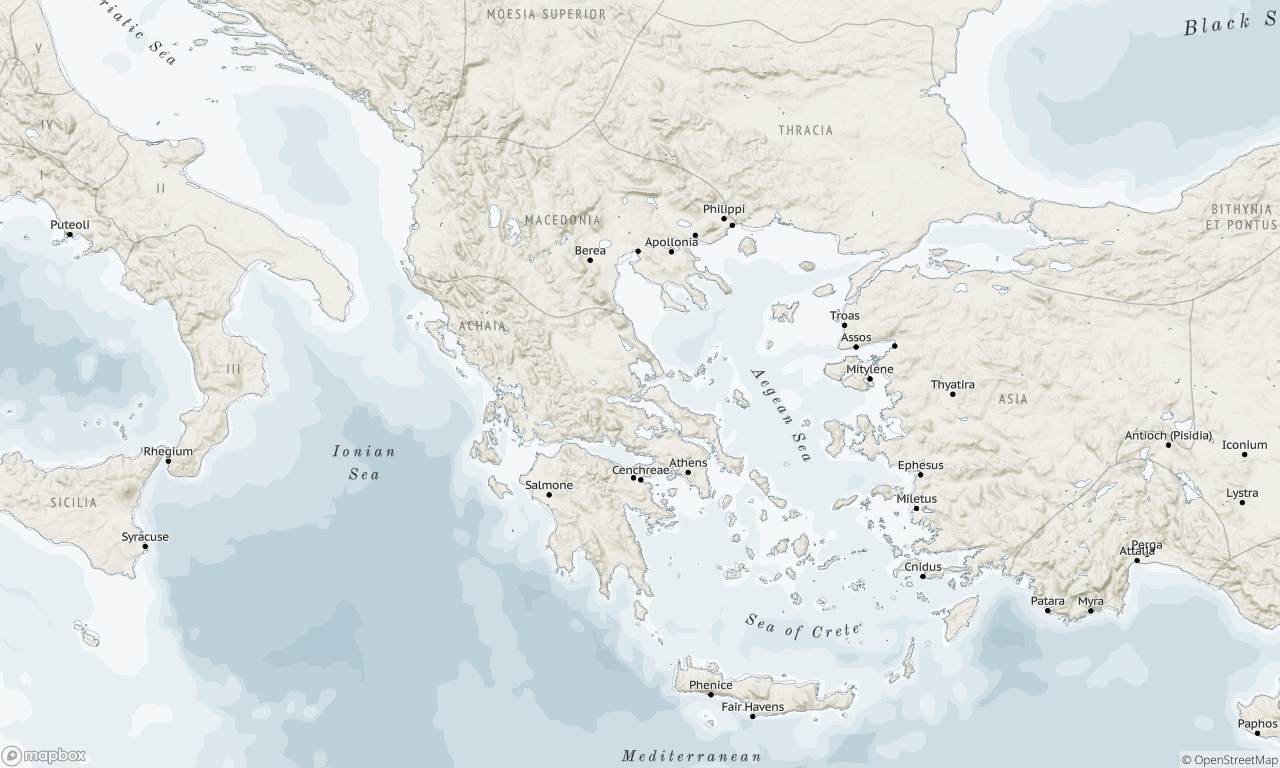 MOESIA SUPERIOR
Adriatic Sea
Black S
V
IV
THRACIA
I
II
Philippi
MACEDONIA
BITHYNIA
ET PONTUS
Puteoli
Apollonia
Berea
Troas
ACHAIA
Assos
III
Mitylene
Thyatira
Aegean Sea
ASIA
Antioch (Pisidia)
Iconium
Rhegium
Ionian
Sea
Cenchreae
Athens
Ephesus
Salmone
Lystra
SICILIA
Miletus
Syracuse
Perga
Attalia
Cnidus
Patara
Myra
Sea of Crete
Phenice
Fair Havens
Paphos
Mediterranean
mapbox
© OpenStreetMap